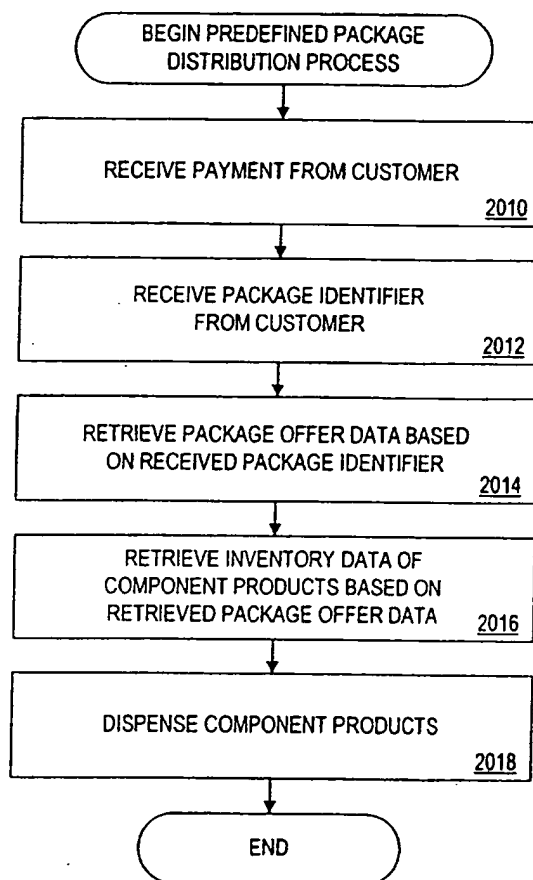 BEGIN PREDEFINED PACKAGE
DISTRIBUTION PROCESS
RECEIVE PAYMENT FROM CUSTOMER
2010
RECEIVE PACKAGE IDENTIFIER
FROM CUSTOMER
2012
RETRIEVE PACKAGE OFFER DATA BASED
ON RECEIVED PACKAGE IDENTIFIER
2014
RETRIEVE INVENTORY DATA OF
COMPONENT PRODUCTS BASED ON
RETRIEVED PACKAGE OFFER DATA
2016
DISPENSE COMPONENT PRODUCTS
2018
END